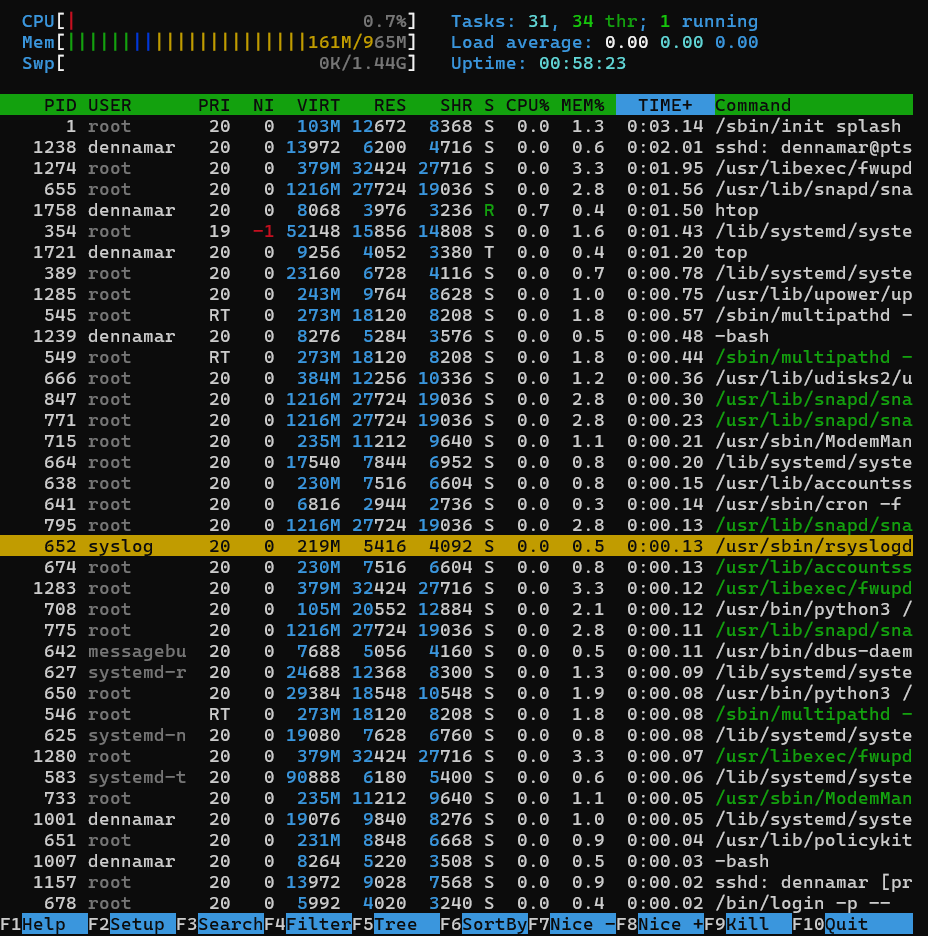 CPU[| 0.7%] Tasks: 31, 34 thr; 1 running
Mem[||||||||||||||||||||||161M/965M] Load average: 0.00 0.00 0.00
Swp[ 0K/1.44G] Uptime: 00:58:23
PID USER PRI NI VIRT RES SHR S CPU% MEM% TIME+ Command
1 root 20 0 103M 12672 8368 S 0.0 1.3 0:03.14 /sbin/init splash
1238 dennamar 20 0 13972 6200 4716 S 0.0 0.6 0:02.01 sshd: dennamar@pts
1274 root 20 0 379M 32424 27716 S 0.0 3.3 0:01.95 /usr/libexec/fwupd
655 root 20 0 1216M 27724 19036 S 0.0 2.8 0:01.56 /usr/lib/snapd/sna
1758 dennamar 20 0 8068 3976 3236 R 0.7 0.4 0:01.50 htop
354 root 19 -1 52148 15856 14808 S 0.0 1.6 0:01.43 /lib/systemd/syste
1721 dennamar 20 0 9256 4052 3380 T 0.0 0.4 0:01.20 top
389 root 20 0 23160 6728 4116 S 0.0 0.7 0:00.78 /lib/systemd/syste
1285 root 20 0 243M 9764 8628 S 0.0 1.0 0:00.75 /usr/lib/upower/up
545 root RT 0 273M 18120 8208 S 0.0 1.8 0:00.57 /sbin/multipathd -
1239 dennamar 20 0 8276 5284 3576 S 0.0 0.5 0:00.48 -bash
549 root RT 0 273M 18120 8208 S 0.0 1.8 0:00.44 /sbin/multipathd -
666 root 20 0 384M 12256 10336 S 0.0 1.2 0:00.36 /usr/lib/udisks2/u
847 root 20 0 1216M 27724 19036 S 0.0 2.8 0:00.30 /usr/lib/snapd/sna
771 root 20 0 1216M 27724 19036 S 0.0 2.8 0:00.23 /usr/lib/snapd/sna
715 root 20 0 235M 11212 9640 S 0.0 1.1 0:00.21 /usr/sbin/ModemMan
664 root 20 0 17540 7844 6952 S 0.0 0.8 0:00.20 /lib/systemd/syste
638 root 20 0 230M 7516 6604 S 0.0 0.8 0:00.15 /usr/lib/accountss
641 root 20 0 6816 2944 2736 S 0.0 0.3 0:00.14 /usr/sbin/cron -f
795 root 20 0 1216M 27724 19036 S 0.0 2.8 0:00.13 /usr/lib/snapd/sna
652 syslog 20 0 219M 5416 4092 S 0.0 0.5 0:00.13 /usr/sbin/rsyslogd
674 root 20 0 230M 7516 6604 S 0.0 0.8 0:00.13 /usr/lib/accountss
1283 root 20 0 379M 32424 27716 S 0.0 3.3 0:00.12 /usr/libexec/fwupd
708 root 20 0 105M 20552 12884 S 0.0 2.1 0:00.12 /usr/bin/python3 /
775 root 20 0 1216M 27724 19036 S 0.0 2.8 0:00.11 /usr/lib/snapd/sna
642 messagebu 20 0 7688 5056 4160 S 0.0 0.5 0:00.11 /usr/bin/dbus-daem
627 systemd-r 20 0 24688 12368 8300 S 0.0 1.3 0:00.09 /lib/systemd/syste
650 root 20 0 29384 18548 10548 S 0.0 1.9 0:00.08 /usr/bin/python3 /
546 root RT 0 273M 18120 8208 S 0.0 1.8 0:00.08 /sbin/multipathd -
625 systemd-n 20 0 19080 7628 6760 S 0.0 0.8 0:00.08 /lib/systemd/syste
1280 root 20 0 379M 32424 27716 S 0.0 3.3 0:00.07 /usr/libexec/fwupd
583 systemd-t 20 0 90888 6180 5400 S 0.0 0.6 0:00.06 /lib/systemd/syste
733 root 20 0 235M 11212 9640 S 0.0 1.1 0:00.05 /usr/sbin/ModemMan
1001 dennamar 20 0 19076 9840 8276 S 0.0 1.0 0:00.05 /lib/systemd/syste
651 root 20 0 231M 8848 6668 S 0.0 0.9 0:00.04 /usr/lib/policykit
1007 dennamar 20 0 8264 5220 3508 S 0.0 0.5 0:00.03 -bash
1157 root 20 0 13972 9028 7568 S 0.0 0.9 0:00.02 sshd: dennamar [pr
678 root 20 0 5992 4020 3240 S 0.0 0.4 0:00.02 /bin/login -p --
F1Help F2Setup F3SearchF4FilterF5Tree F6SortByF7Nice -F8Nice +F9Kill F10Quit